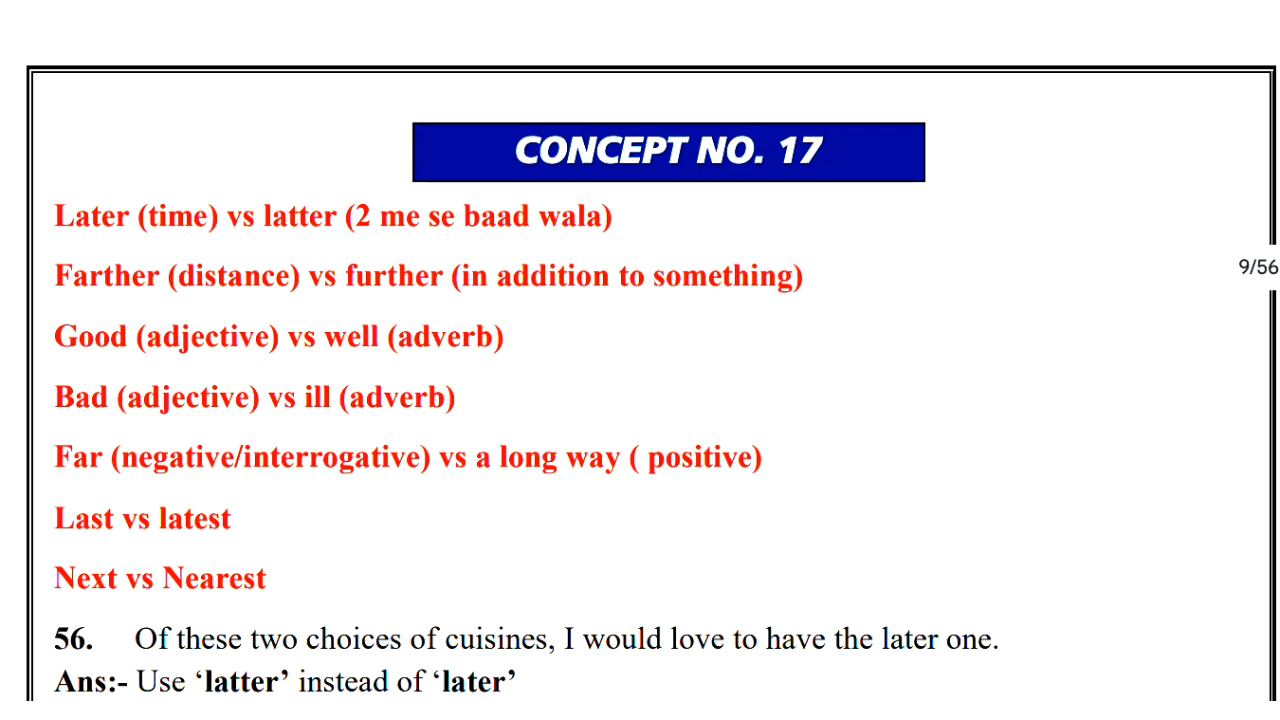 CONCEPT NO. 17
Later (time) vs latter (2 me se baad wala)
Farther (distance) vs further (in addition to something)
9/56
Good (adjective) vs well (adverb)
Bad (adjective) vs ill (adverb)
Far (negative/interrogative) vs a long way ( positive)
Last vs latest
Next vs Nearest
56. Of these two choices of cuisines, I would love to have the later one.
Ans:- Use ‘latter’ instead of ‘later’